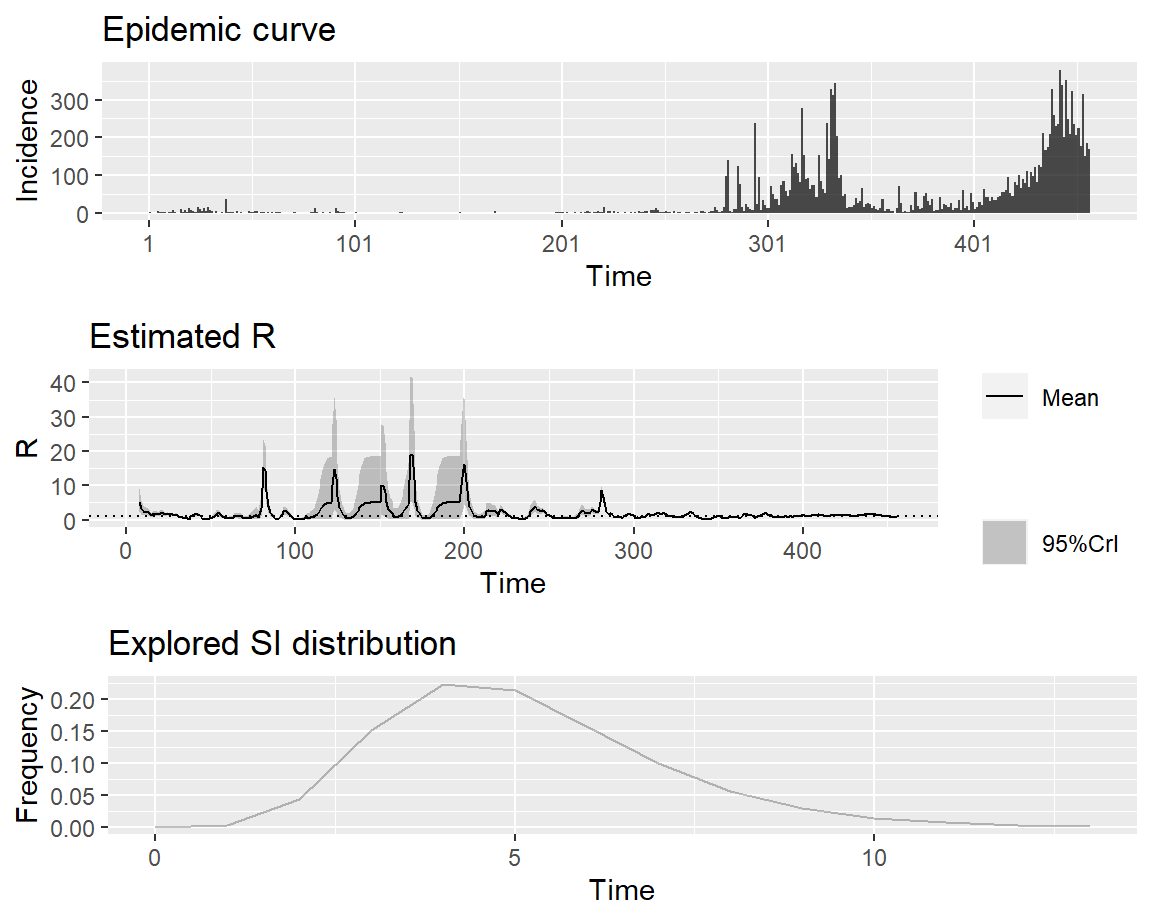 Epidemic curve
Incidence
300
200
100
0
1 101 201 301 401
Time
Estimated R
R
40
30
20
10
0
0 100 200 300 400
Time
Mean
95%CrI
Explored SI distribution
Frequency
0.20
0.15
0.10
0.05
0.00
0 5 10
Time